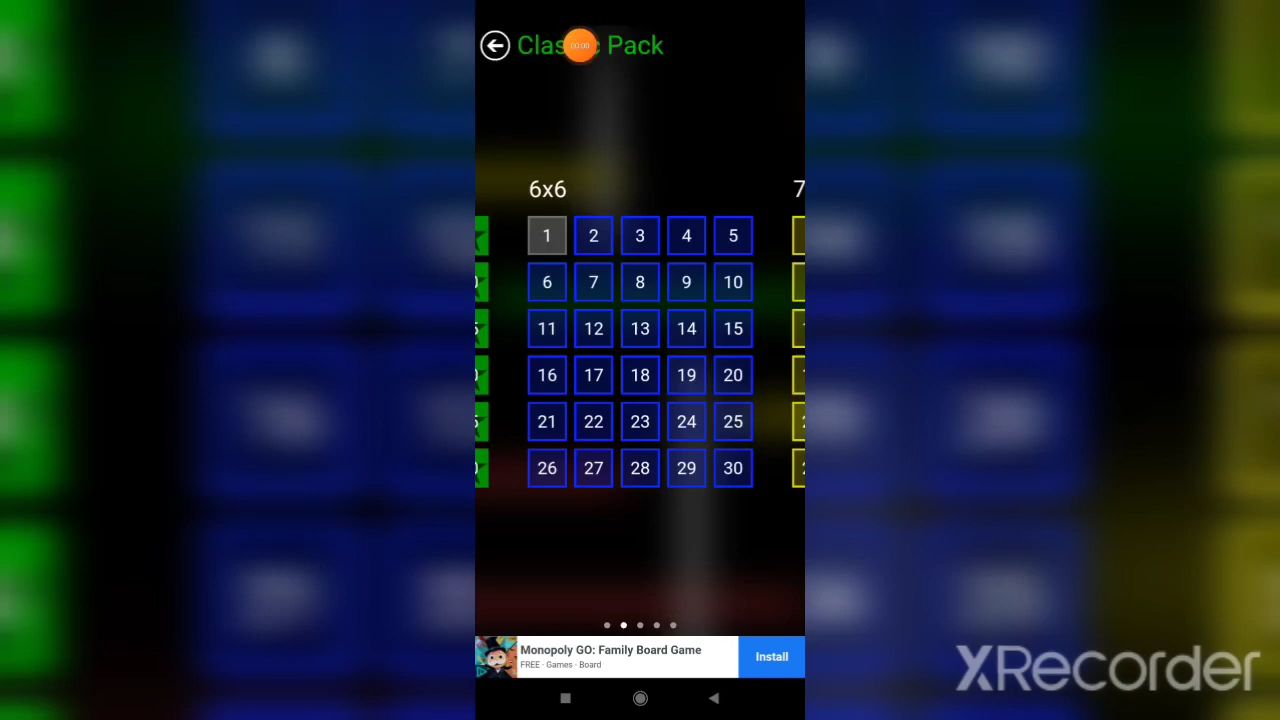 Clas c Pack
00:00
6x6
7
1 2 3 4 5
6 7 8 9 10
11 12 13 14 15
16 17 18 19 20
21 22 23 24 25
26 27 28 29 30
Monopoly GO: Family Board Game
FREE · Games · Board
Install
XRecorder